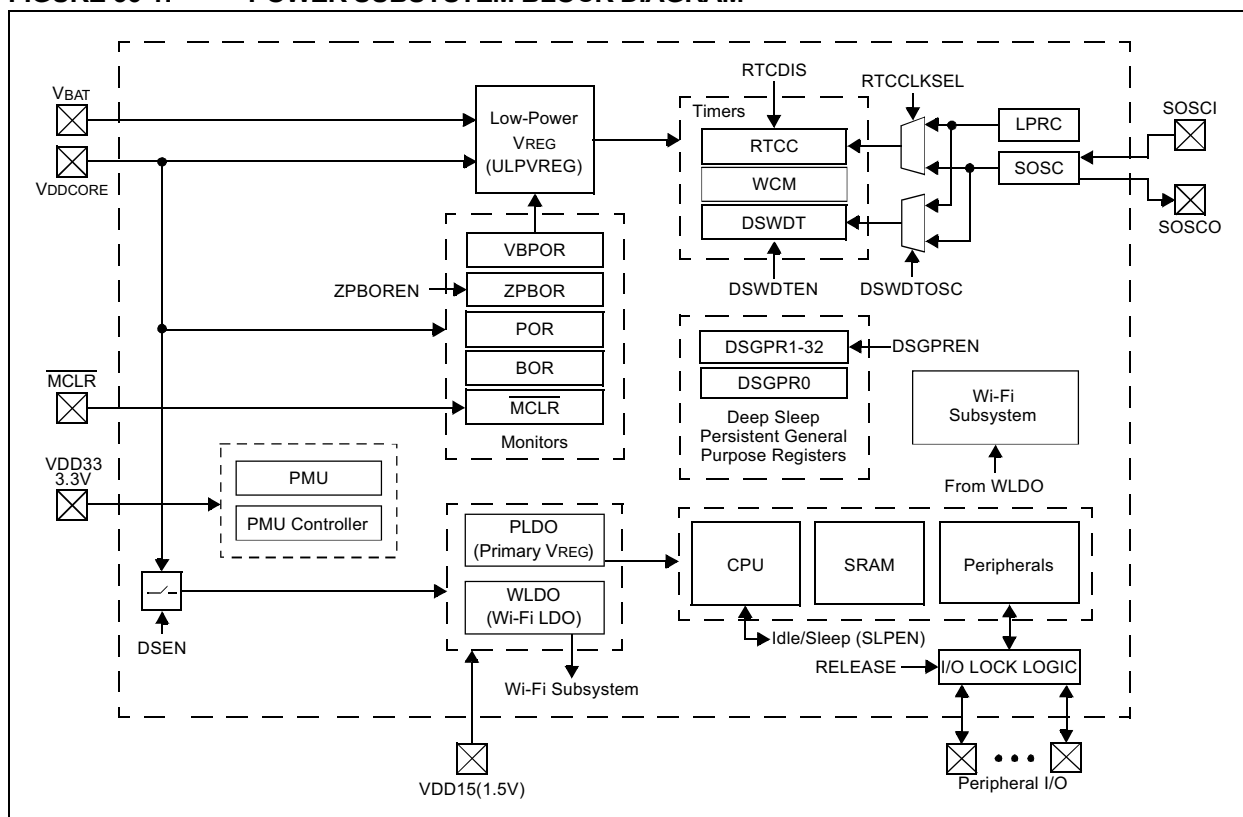 FIGURE POWER SUBSYSTEM BLOCK DIAGRAM
VBAT
VDDCORE
Low-Power
VREG
(ULPVREG)
RTCDIS
RTCCLKSEL
Timers
RTCC
WCM
DSWDT
LPRC
SOSC
SOSCI
SOSCO
DSWDTEN
DSWDTOSC
VBPOR
ZPBOREN
ZPBOR
POR
BOR
MCLR
MCLR
Monitors
DSGPR1-32
DSGPREN
DSGPR0
Deep Sleep
Persistent General
Purpose Registers
Wi-Fi
Subsystem
From WLDO
VDD33
3.3V
PMU
PMU Controller
PLDO
(Primary VREG)
WLDO
(Wi-Fi LDO)
CPU
SRAM
Peripherals
DSEN
Idle/Sleep (SLPEN)
RELEASE
I/O LOCK LOGIC
Wi-Fi Subsystem
VDD15(1.5V)
Peripheral I/O